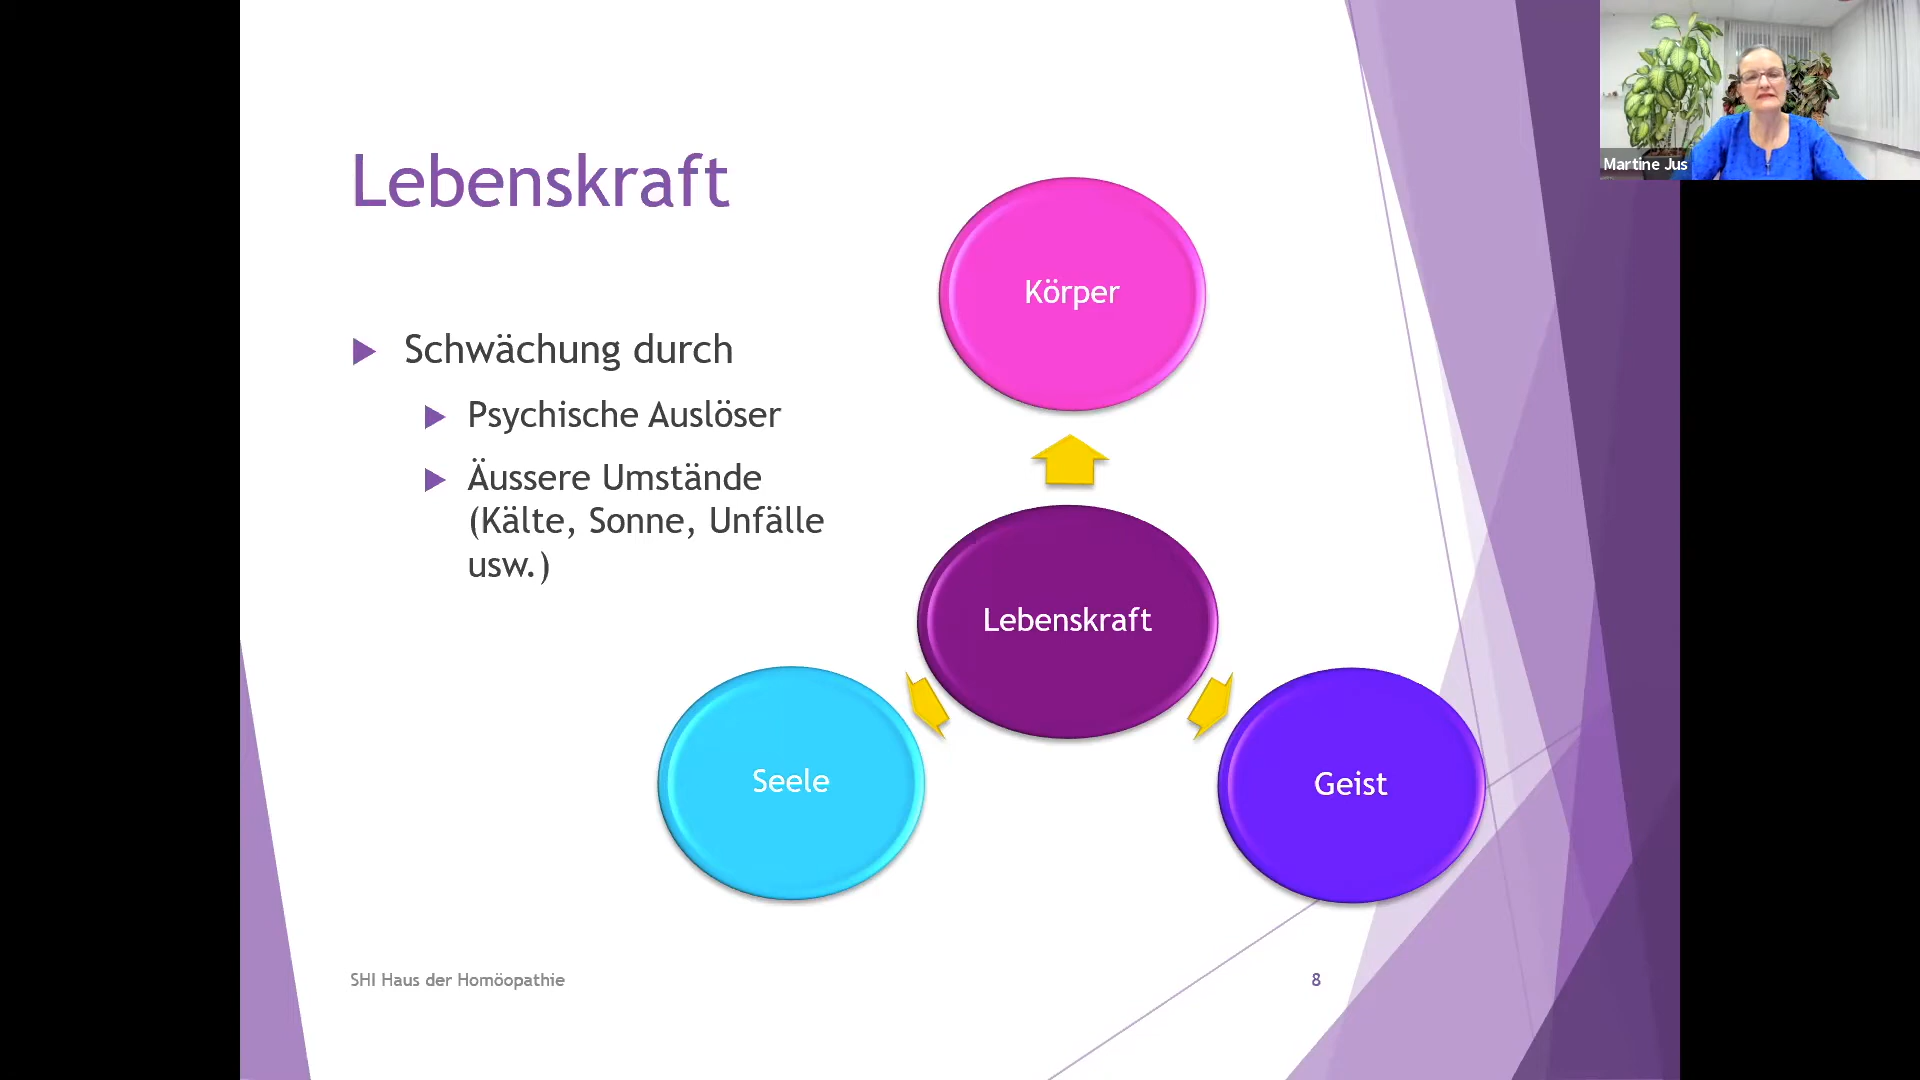 Martine Jus
Lebenskraft
Schwächung durch
Psychische Auslöser
Äussere Umstände
(Kälte, Sonne, Unfälle
usw.)
Körper
Lebenskraft
Seele
Geist
SHI Haus der Homöopathie
8